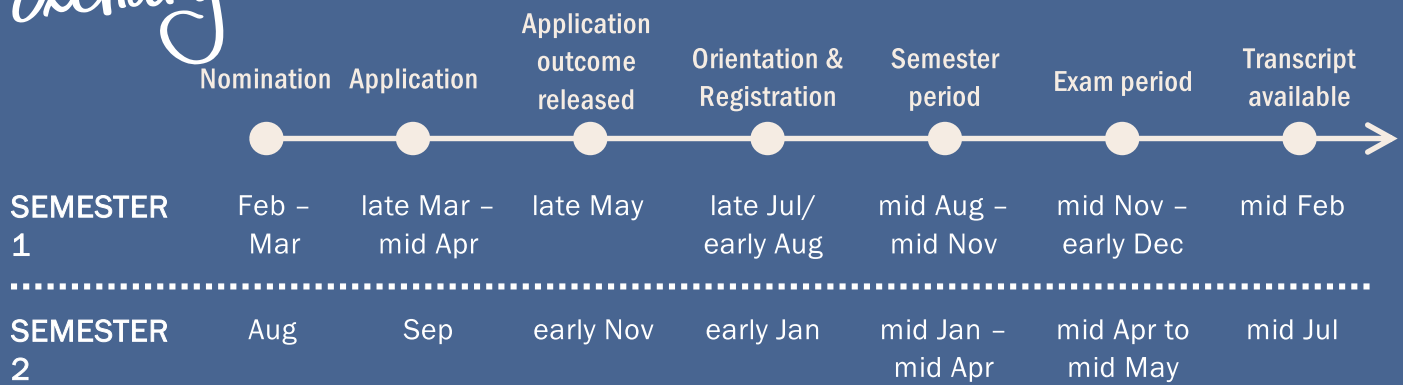 Nomination
Application
Application
outcome
released
Orientation &
Registration
Semester
period
Exam period
Transcript
available
SEMESTER
1
Feb –
Mar
late Mar –
mid Apr
late May
late Jul/
early Aug
mid Aug –
mid Nov
mid Nov –
early Dec
mid Feb
SEMESTER
2
Aug
Sep
early Nov
early Jan
mid Jan –
mid Apr
mid Apr to
mid May
mid Jul